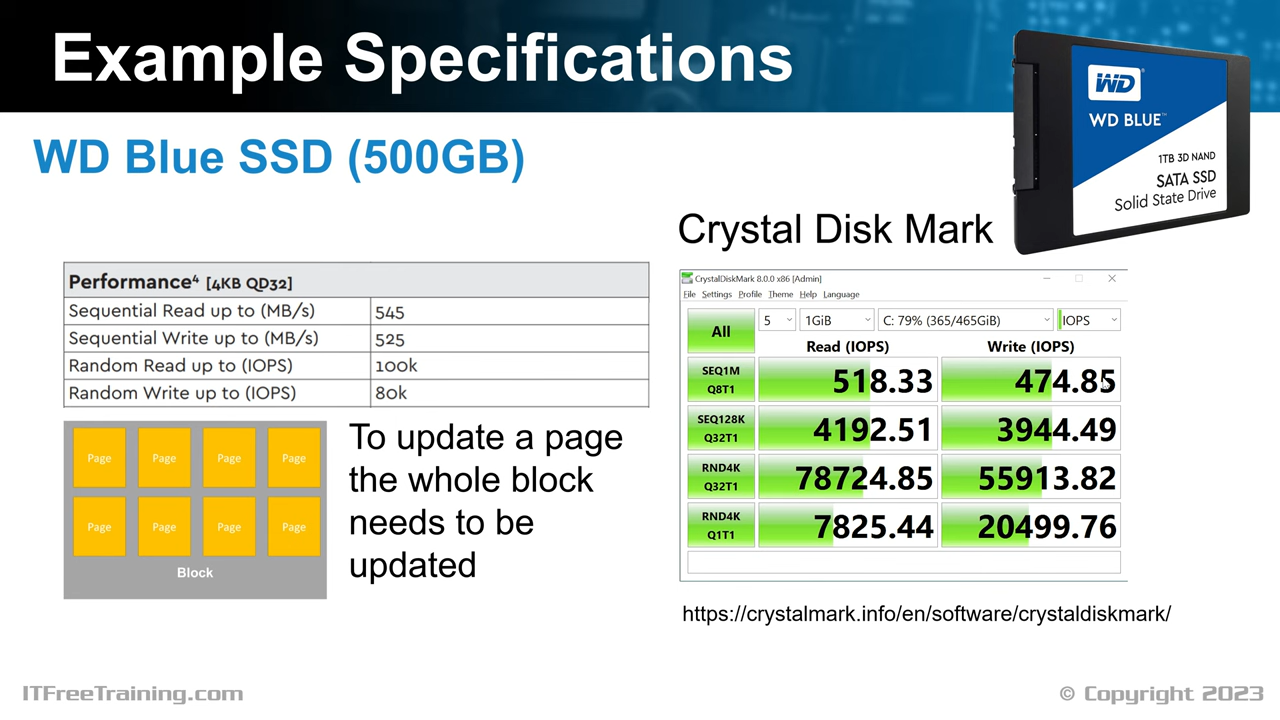 Example Specifications
WD Blue SSD (500GB)
WD
WD BLUE™
1TB 3D NAND
SATA SSD
Solid State Drive
Performance⁴ [4KB QD32]
Sequential Read up to (MB/s) 545
Sequential Write up to (MB/s) 525
Random Read up to (IOPS) 100k
Random Write up to (IOPS) 80k
Page Page Page Page
Page Page Page Page
Block
To update a page
the whole block
needs to be
updated
Crystal Disk Mark
CrystalDiskMark 8.0.0 x86 [Admin]
File Settings Profile Theme Help Language
All 5 1GiB C: 79% (365/465GiB) IOPS
Read (IOPS) Write (IOPS)
SEQ1M
Q8T1
518.33 474.85
SEQ128K
Q32T1
4192.51 3944.49
RND4K
Q32T1
78724.85 55913.82
RND4K
Q1T1
7825.44 20499.76
https://crystalmark.info/en/software/crystaldiskmark/
ITFreeTraining.com
© Copyright 2023